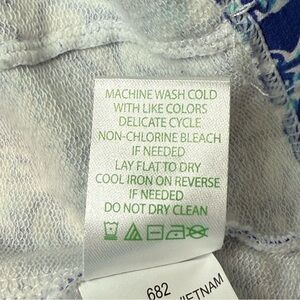 MACHINE WASH COLD
WITH LIKE COLORS
DELICATE CYCLE
NON-CHLORINE BLEACH
IF NEEDED
LAY FLAT TO DRY
COOL IRON ON REVERSE
IF NEEDED
DO NOT DRY CLEAN
682
VIETNAM